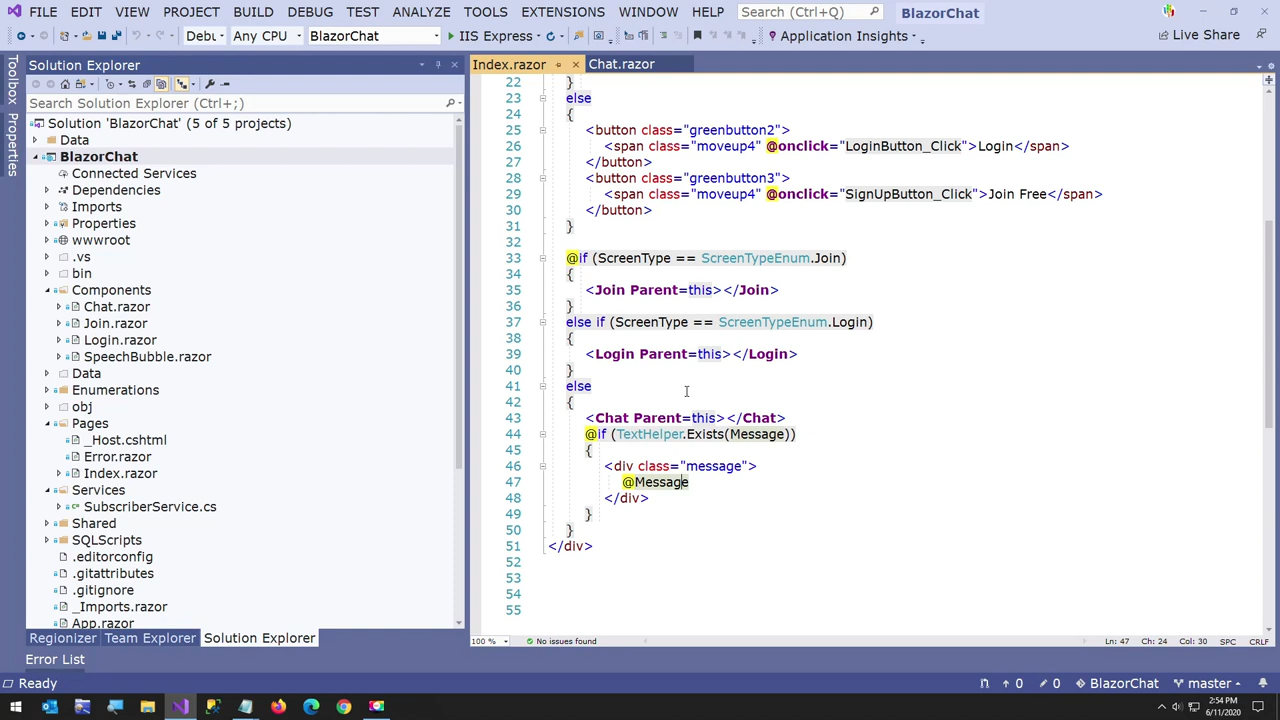 FILE EDIT VIEW PROJECT BUILD DEBUG TEST ANALYZE TOOLS EXTENSIONS WINDOW HELP Search (Ctrl+Q) BlazorChat
Debu Any CPU BlazorChat IIS Express Application Insights Live Share
Toolbox
Properties
Solution Explorer
Search Solution Explorer (Ctrl+;)
Solution 'BlazorChat' (5 of 5 projects)
Data
BlazorChat
Connected Services
Dependencies
Imports
Properties
wwwroot
.vs
bin
Components
Chat.razor
Join.razor
Login.razor
SpeechBubble.razor
Data
Enumerations
obj
Pages
_Host.cshtml
Error.razor
Index.razor
Services
SubscriberService.cs
Shared
SQLScripts
.editorconfig
.gitattributes
.gitignore
_Imports.razor
App.razor
Regionizer Team Explorer Solution Explorer
Index.razor Chat.razor
22 }
23 else
24 {
25 <button class="greenbutton2">
26 <span class="moveup4" @onclick="LoginButton_Click">Login</span>
27 </button>
28 <button class="greenbutton3">
29 <span class="moveup4" @onclick="SignUpButton_Click">Join Free</span>
30 </button>
31 }
32
33 @if (ScreenType == ScreenTypeEnum.Join)
34 {
35 <Join Parent=this></Join>
36 }
37 else if (ScreenType == ScreenTypeEnum.Login)
38 {
39 <Login Parent=this></Login>
40 }
41 else
42 {
43 <Chat Parent=this></Chat>
44 @if (TextHelper.Exists(Message))
45 {
46 <div class="message">
47 @Message
48 </div>
49 }
50 }
51 </div>
52
53
54
55
100 % No issues found Ln: 47 Ch: 24 Col: 30 SPC CRLF
Error List
Ready 0 0 BlazorChat master
2:54 PM
6/11/2020